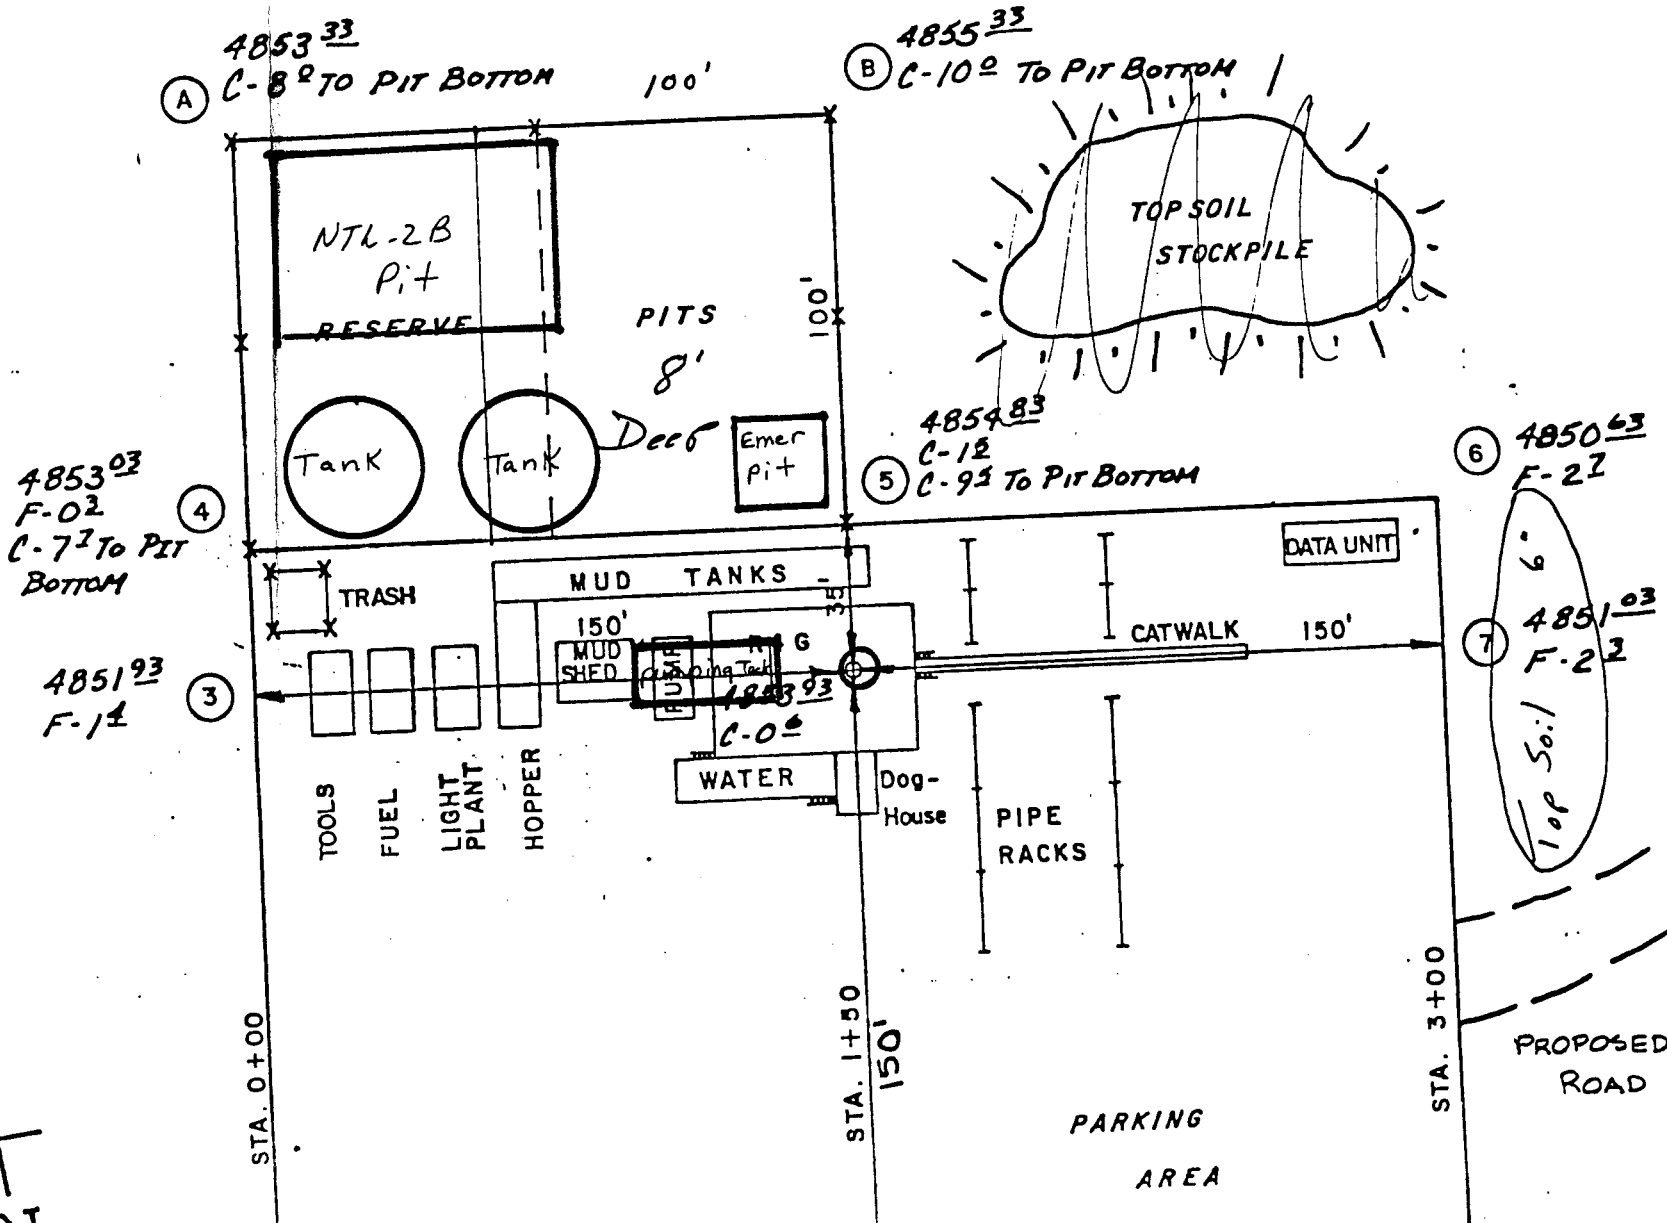 A
4853 33
C-8 0 TO PIT BOTTOM
100'
B
4855 33
C-10 0 TO PIT BOTTOM
NTL-2B
Pit
RESERVE
PITS
8'
Deep
100'
TOP SOIL
STOCKPILE
Tank
Tank
Emer
pit
4853 03
F-0 3
C-7 7 TO PIT
BOTTOM
4
5
4854 83
C-1 5
C-9 5 TO PIT BOTTOM
6
4850 63
F-2 7
DATA UNIT
TRASH
MUD TANKS
35'
150'
MUD
SHED
PUMP
pumping
R G
CATWALK
150'
7
4851 03
F-2 3
Top Soil 6"
4851 93
F-1 4
3
4853 93
C-0 6
WATER
Dog-
House
TOOLS
FUEL
LIGHT
PLANT
HOPPER
PIPE
RACKS
STA. 0+00
STA. 1+50
150'
STA. 3+00
PROPOSED
ROAD
PARKING
AREA